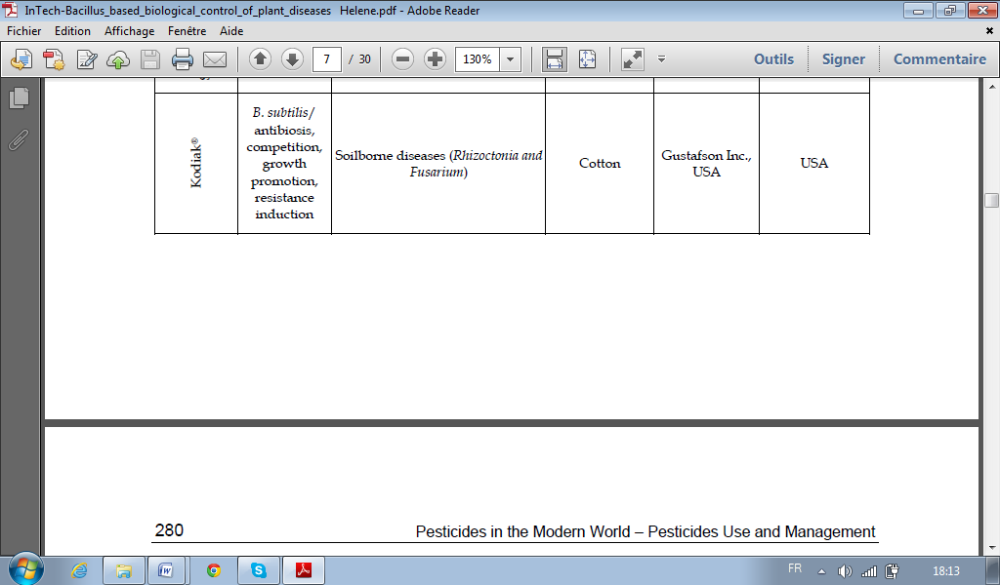 InTech-Bacillus_based_biological_control_of_plant_diseases Helene.pdf - Adobe Reader
Fichier Edition Affichage Fenêtre Aide
7 / 30 130% Outils Signer Commentaire
Kodiak®
B. subtilis/
antibiosis,
competition,
growth
promotion,
resistance
induction
Soilborne diseases (Rhizoctonia and
Fusarium)
Cotton
Gustafson Inc.,
USA
USA
280 Pesticides in the Modern World – Pesticides Use and Management
FR 18:13